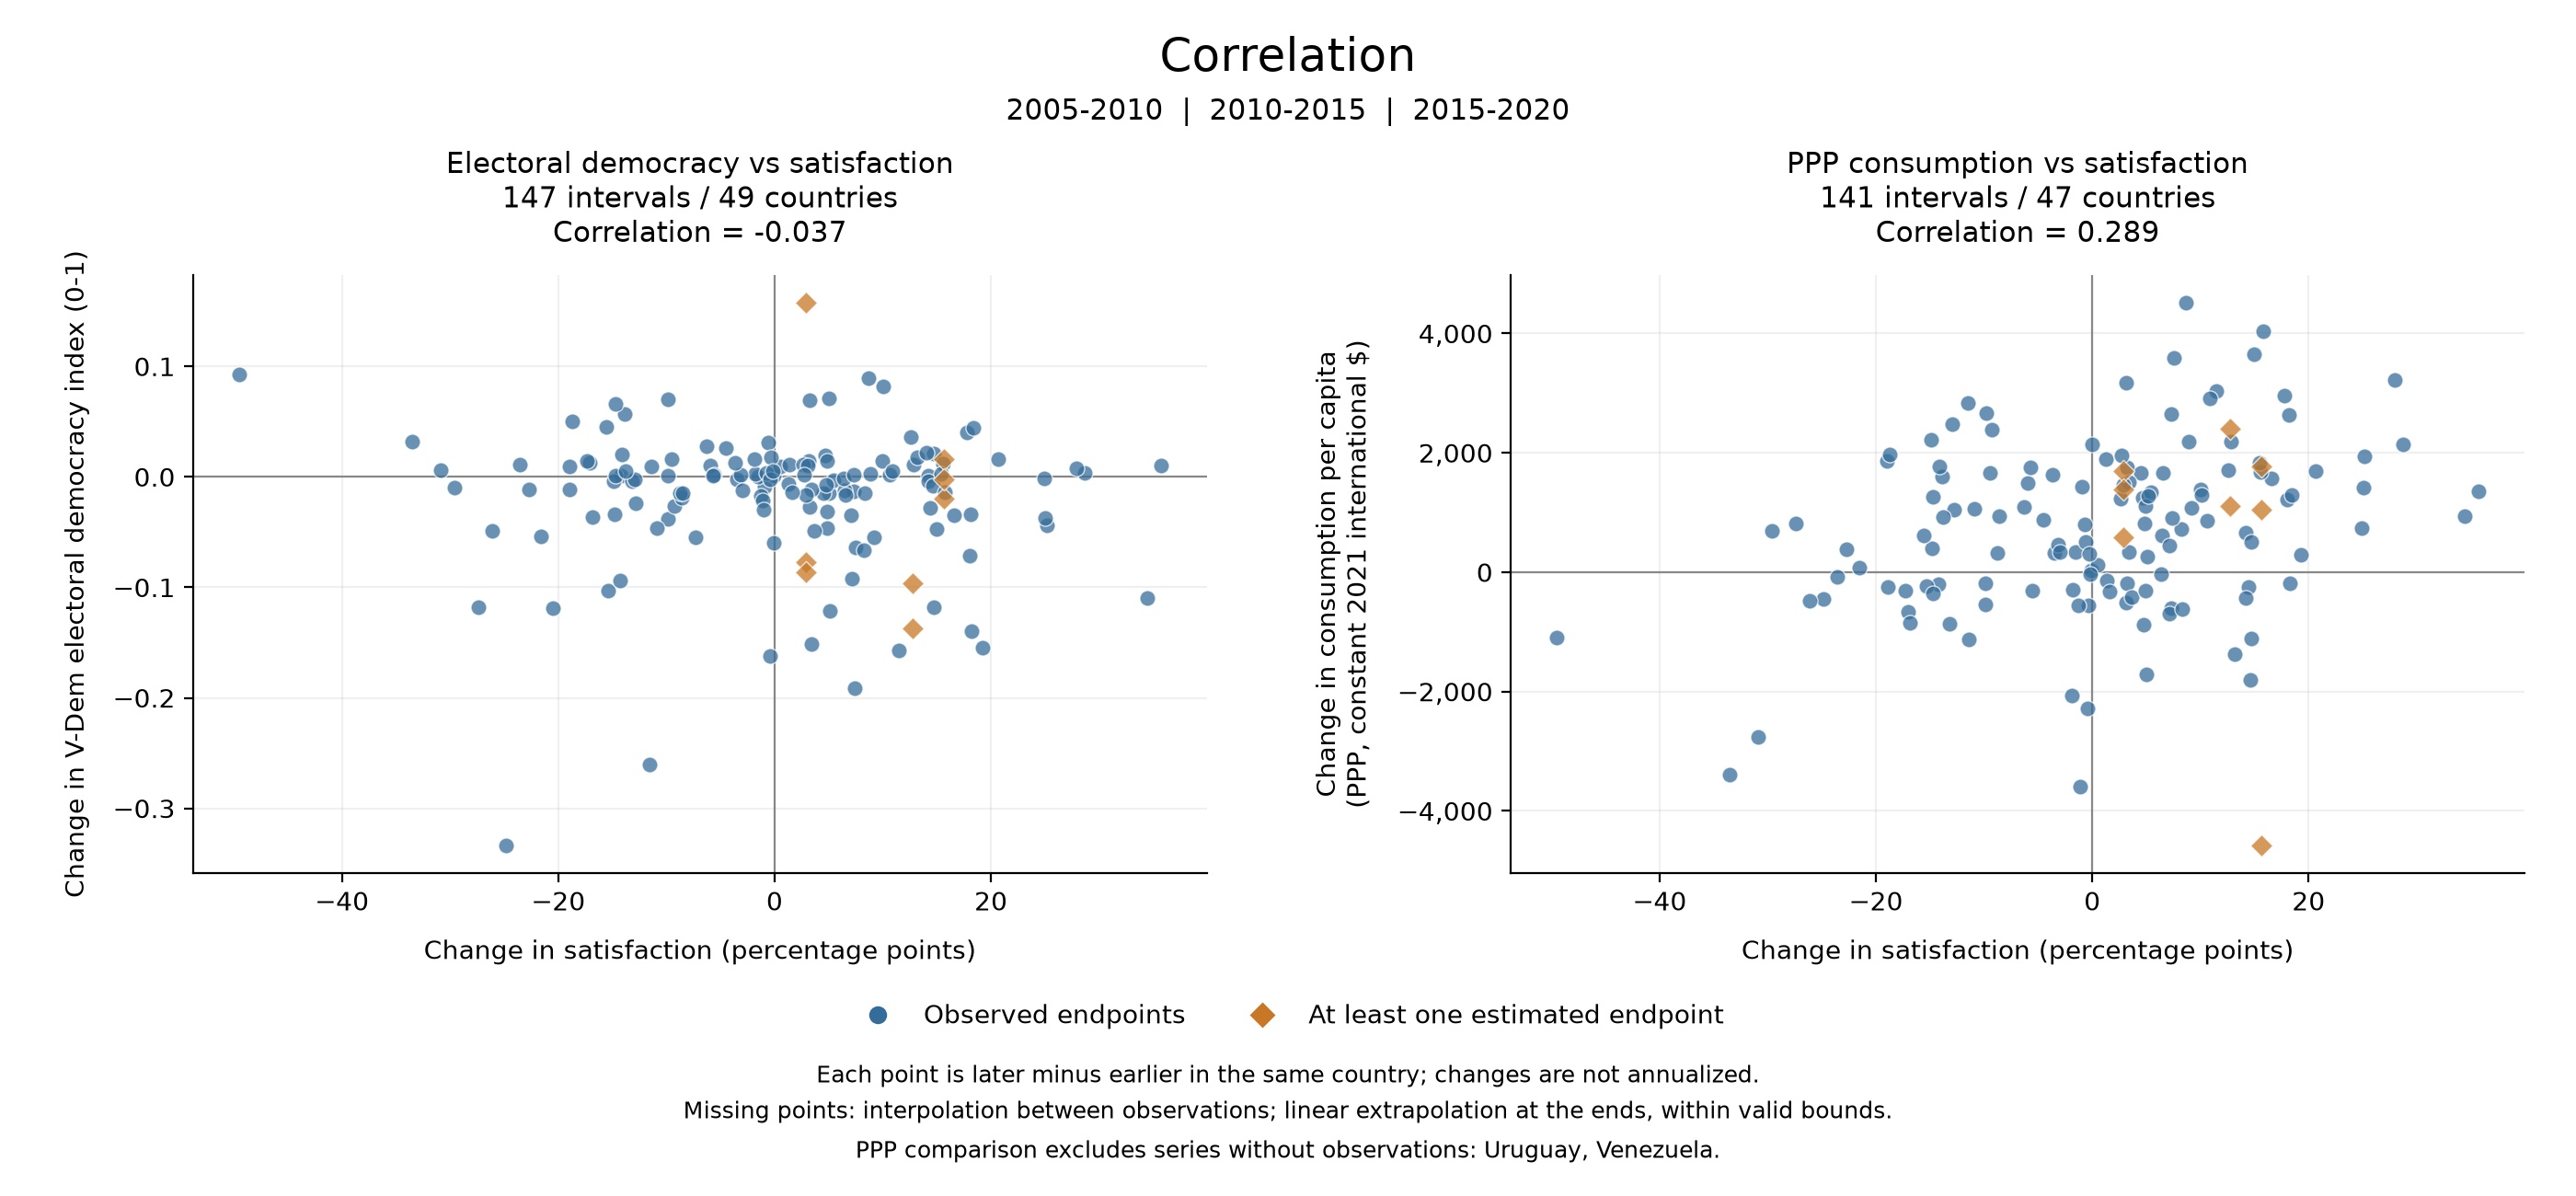 Correlation
2005-2010 | 2010-2015 | 2015-2020
Electoral democracy vs satisfaction
147 intervals / 49 countries
Correlation = -0.037
Change in V-Dem electoral democracy index (0-1)
0.1
0.0
−0.1
−0.2
−0.3
−40
−20
0
20
Change in satisfaction (percentage points)
PPP consumption vs satisfaction
141 intervals / 47 countries
Correlation = 0.289
Change in consumption per capita
(PPP, constant 2021 international $)
4,000
2,000
0
−2,000
−4,000
−40
−20
0
20
Change in satisfaction (percentage points)
Observed endpoints
At least one estimated endpoint
Each point is later minus earlier in the same country; changes are not annualized.
Missing points: interpolation between observations; linear extrapolation at the ends, within valid bounds.
PPP comparison excludes series without observations: Uruguay, Venezuela.